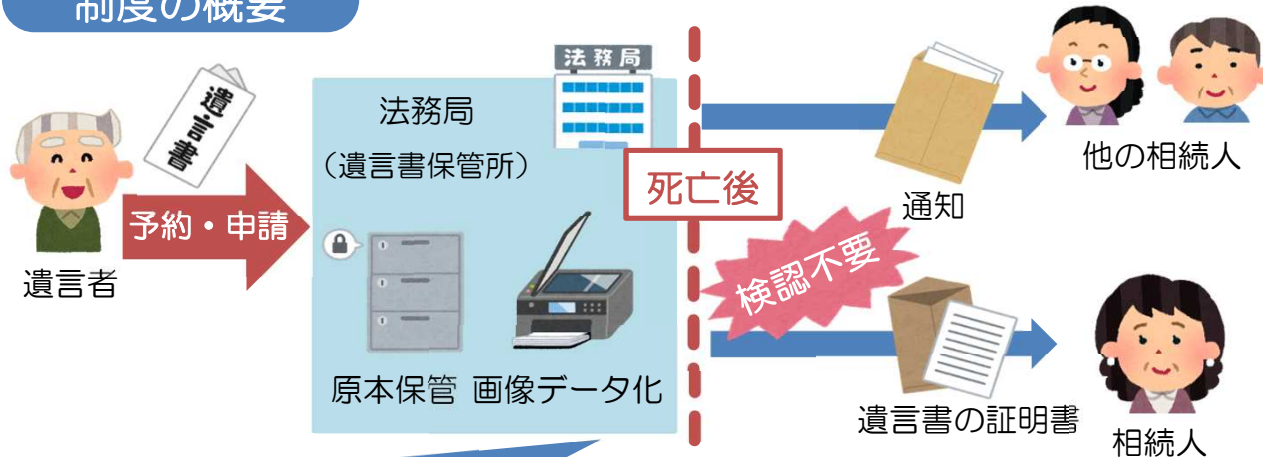 制度の概要
遺言書
予約・申請
遺言者
法務局
法務局
（遺言書保管所）
原本保管 画像データ化
死亡後
通知
他の相続人
検認不要
遺言書の証明書
相続人